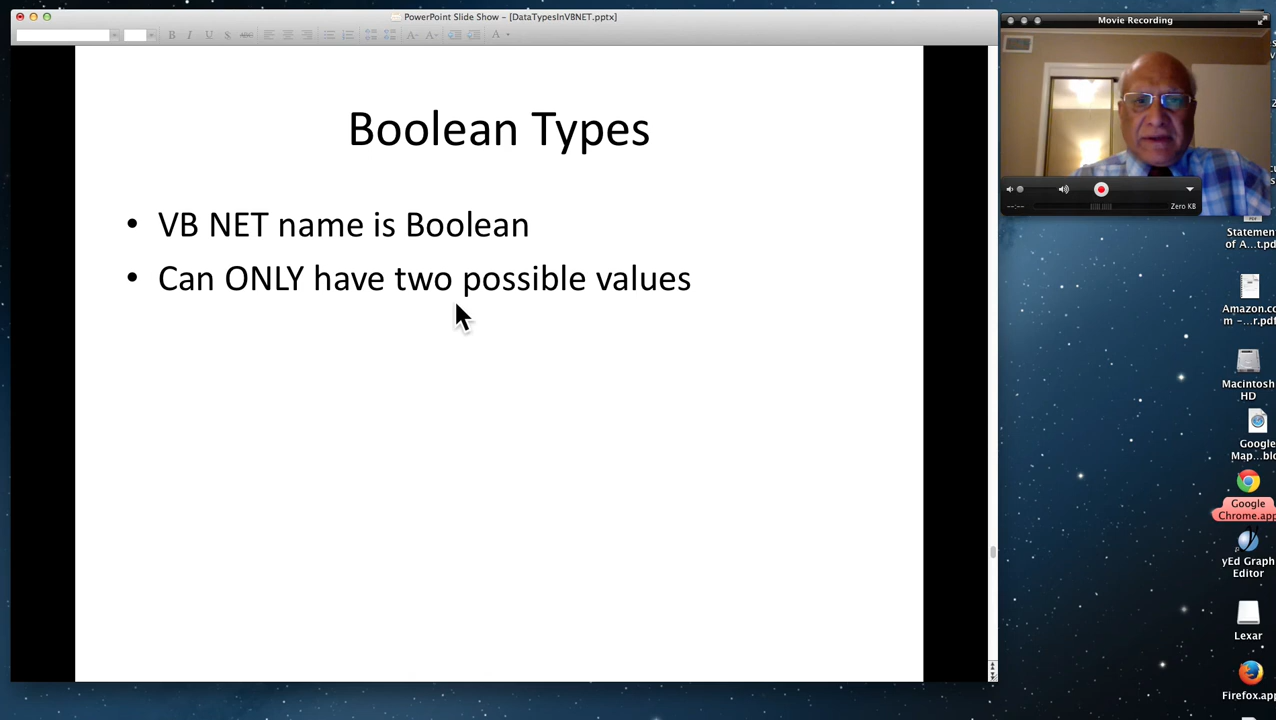 PowerPoint Slide Show – [DataTypesInVBNET.pptx]
B I U S ABC A A A
Movie Recording
Boolean Types
• VB NET name is Boolean
• Can ONLY have two possible values
--:-- Zero KB
Statement
of A...t.pdf
Amazon.co
m -...r.pdf
Macintosh
HD
Google
Map...blo
Google
Chrome.app
yEd Graph
Editor
Lexar
Firefox.app